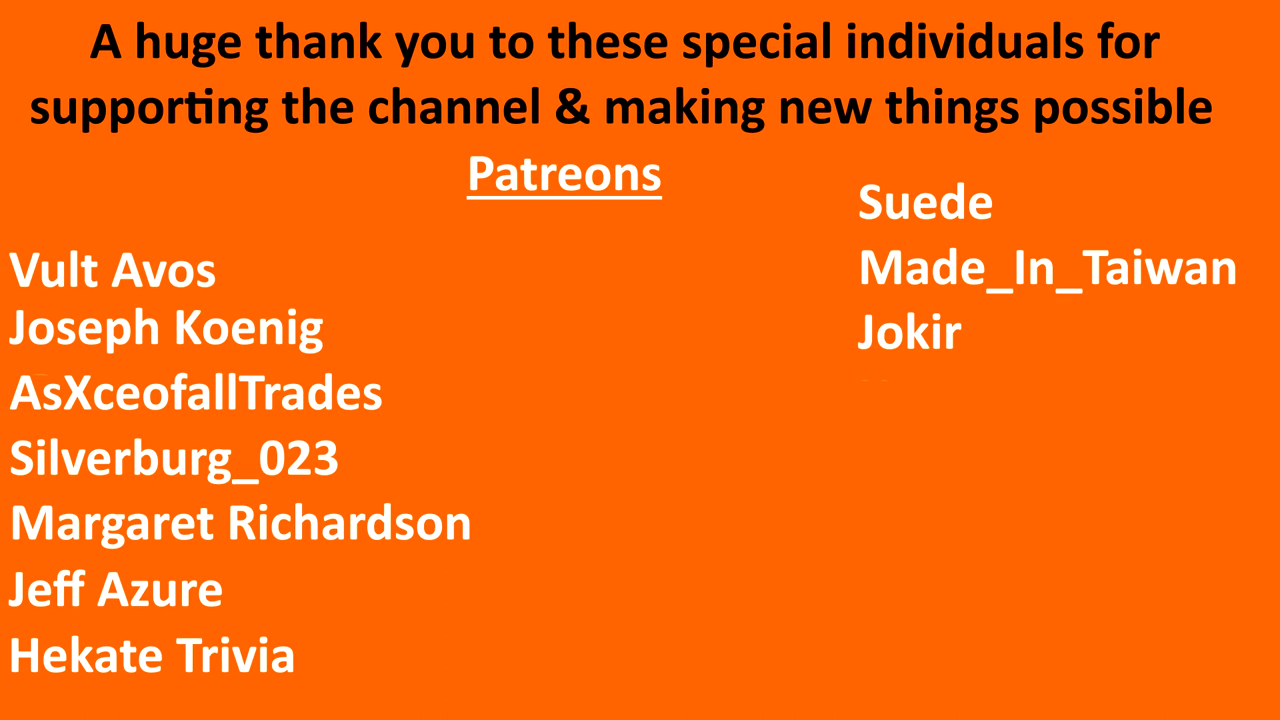 A huge thank you to these special individuals for
supporting the channel & making new things possible
Patreons
Vult Avos
Joseph Koenig
AsXceofallTrades
Silverburg_023
Margaret Richardson
Jeff Azure
Hekate Trivia
Suede
Made_In_Taiwan
Jokir